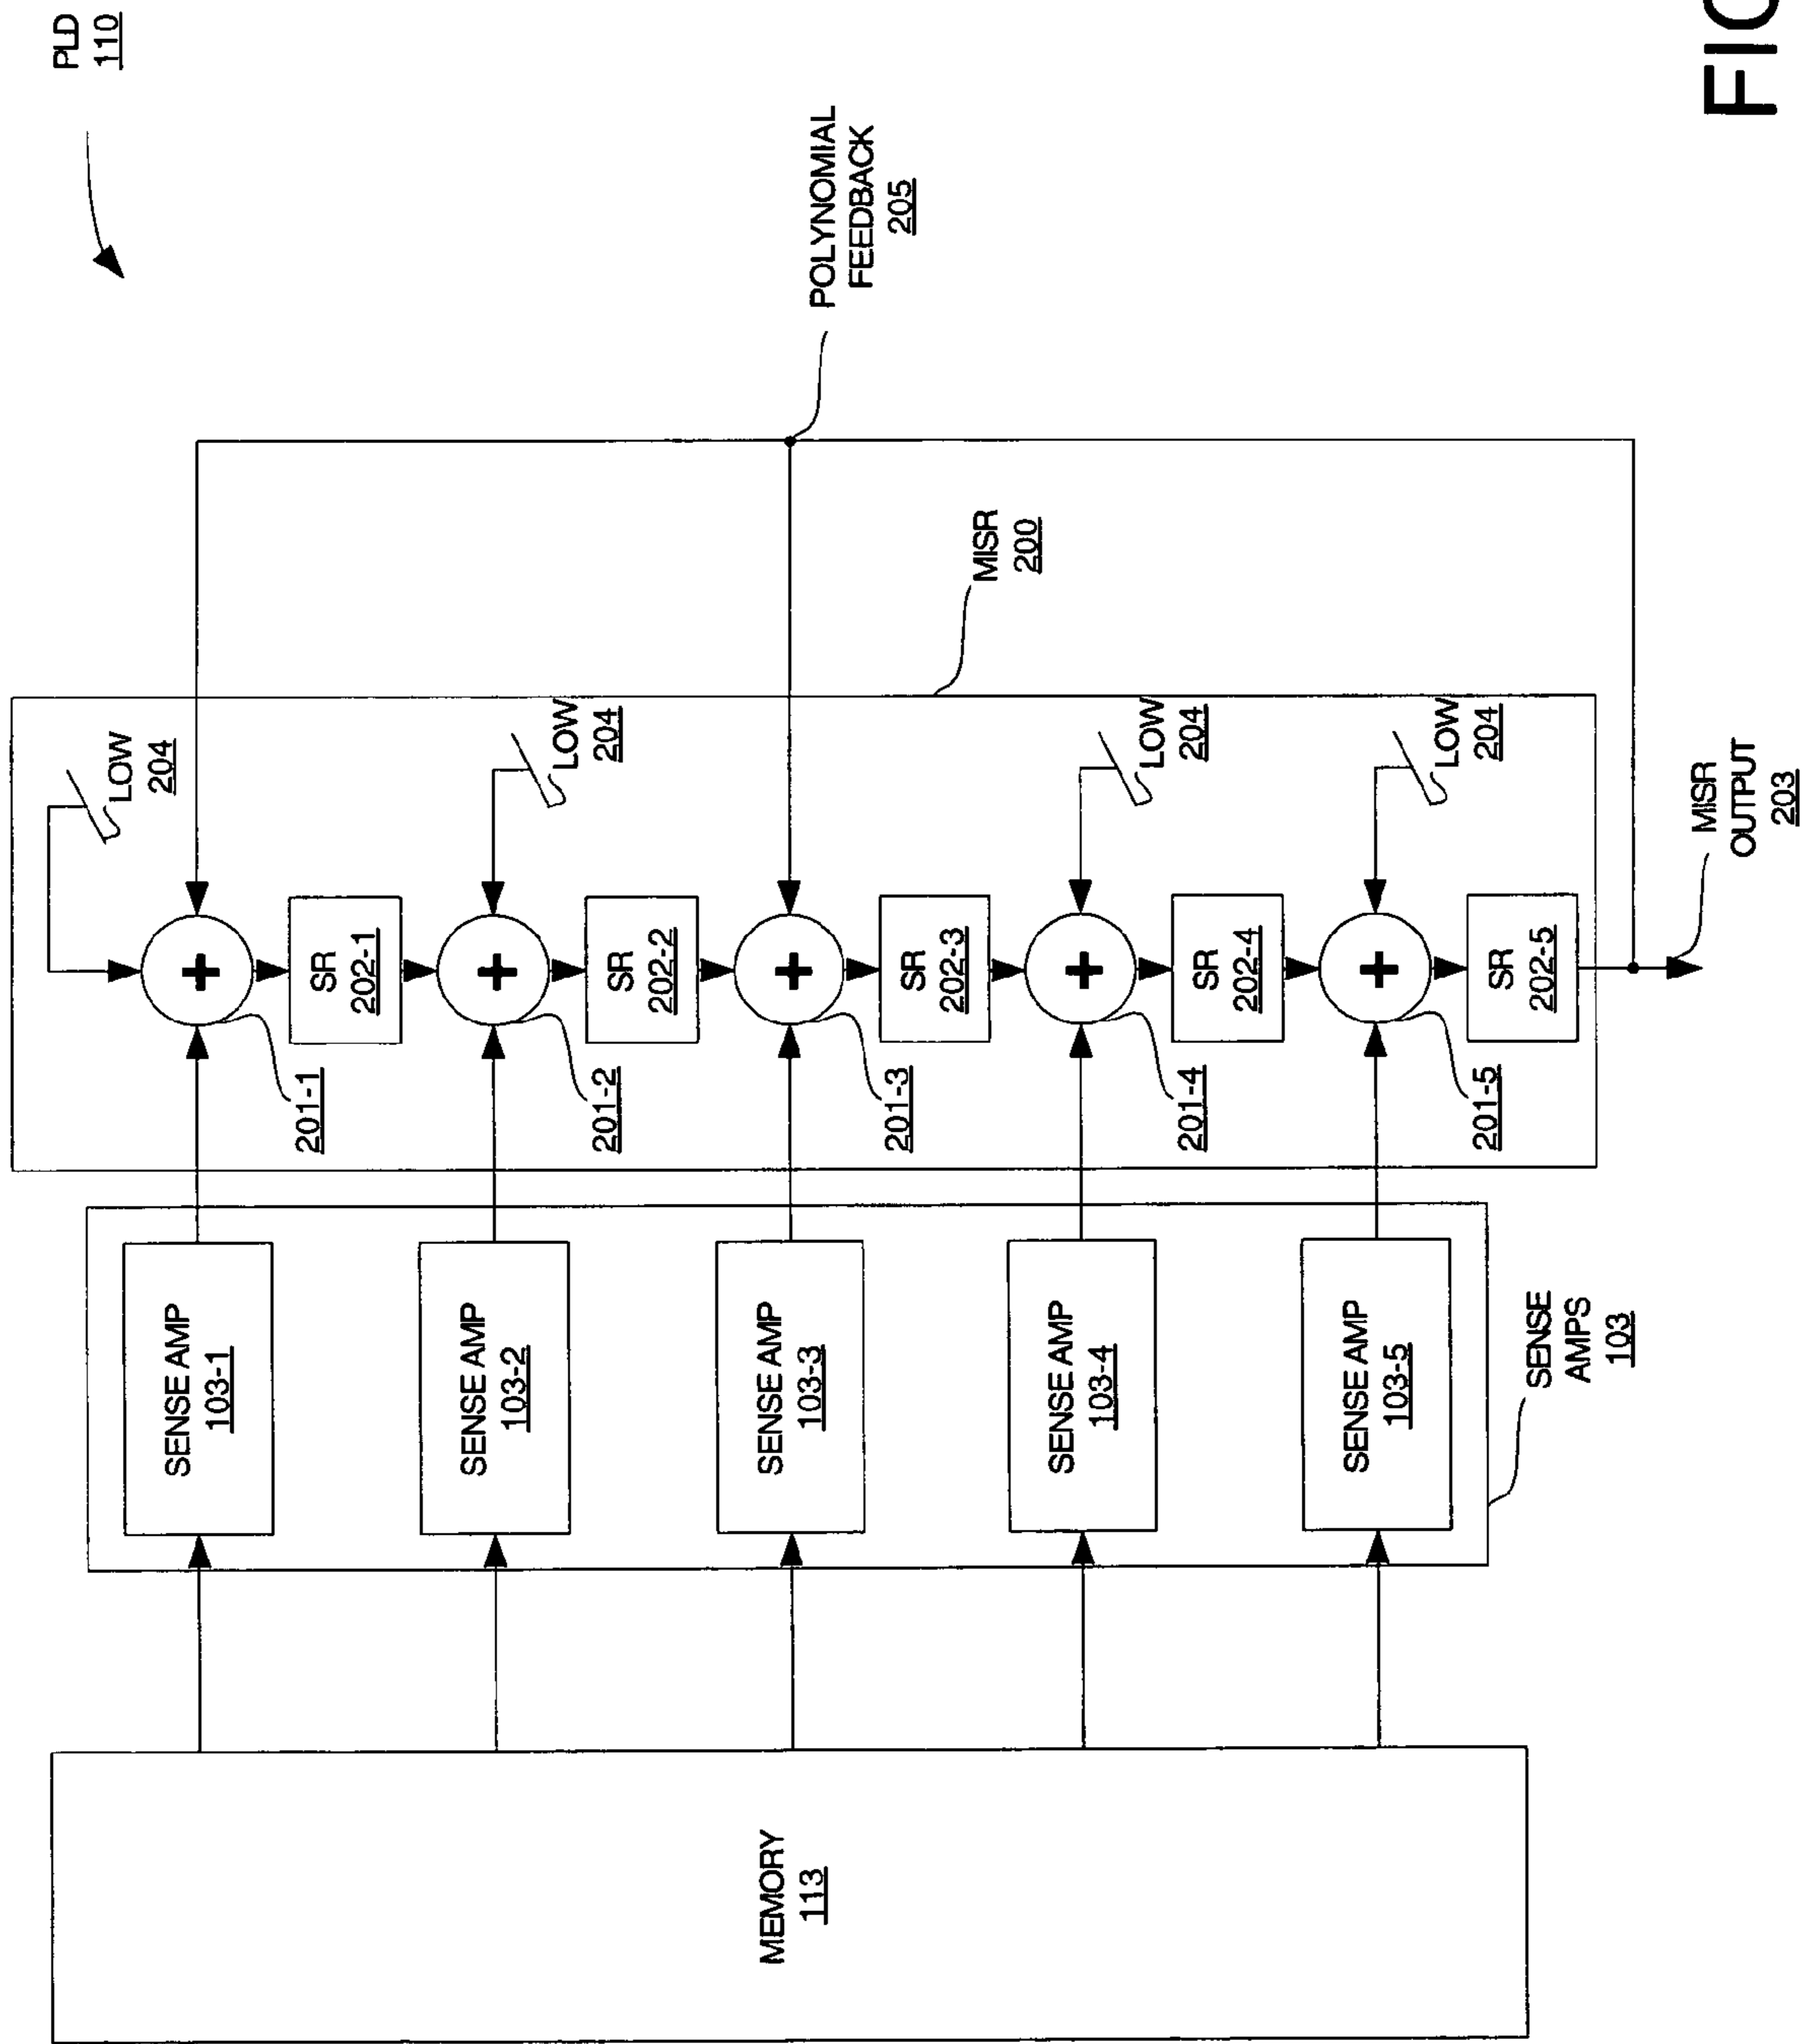 PLD
110
POLYNOMIAL
FEEDBACK
205
MISR
200
LOW
204
LOW
204
LOW
204
LOW
204
SR
202-1
SR
202-2
SR
202-3
SR
202-4
SR
202-5
MISR
OUTPUT
203
201-1
201-2
201-3
201-4
201-5
SENSE AMP
103-1
SENSE AMP
103-2
SENSE AMP
103-3
SENSE AMP
103-4
SENSE AMP
103-5
SENSE
AMPS
103
MEMORY
113